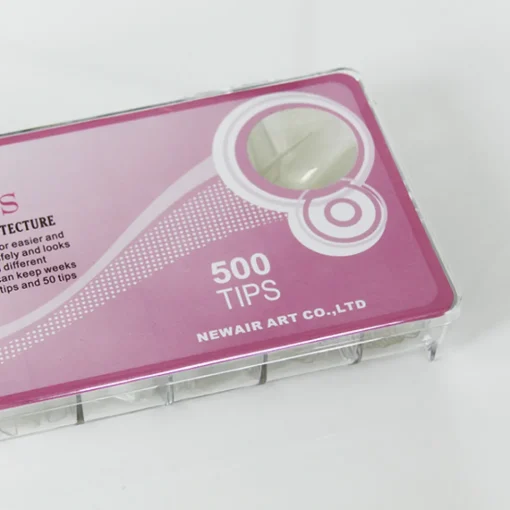 S
TECTURE
or easier and
fely and looks
different
can keep weeks
tips and 50 tips
500
TIPS
NEWAIR ART CO.,LTD